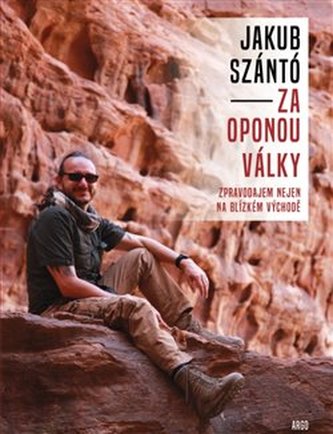 JAKUB
SZÁNTÓ
ZA
OPONOU
VÁLKY
ZPRAVODAJEM NEJEN
NA BLÍZKÉM VÝCHODĚ
ARGO